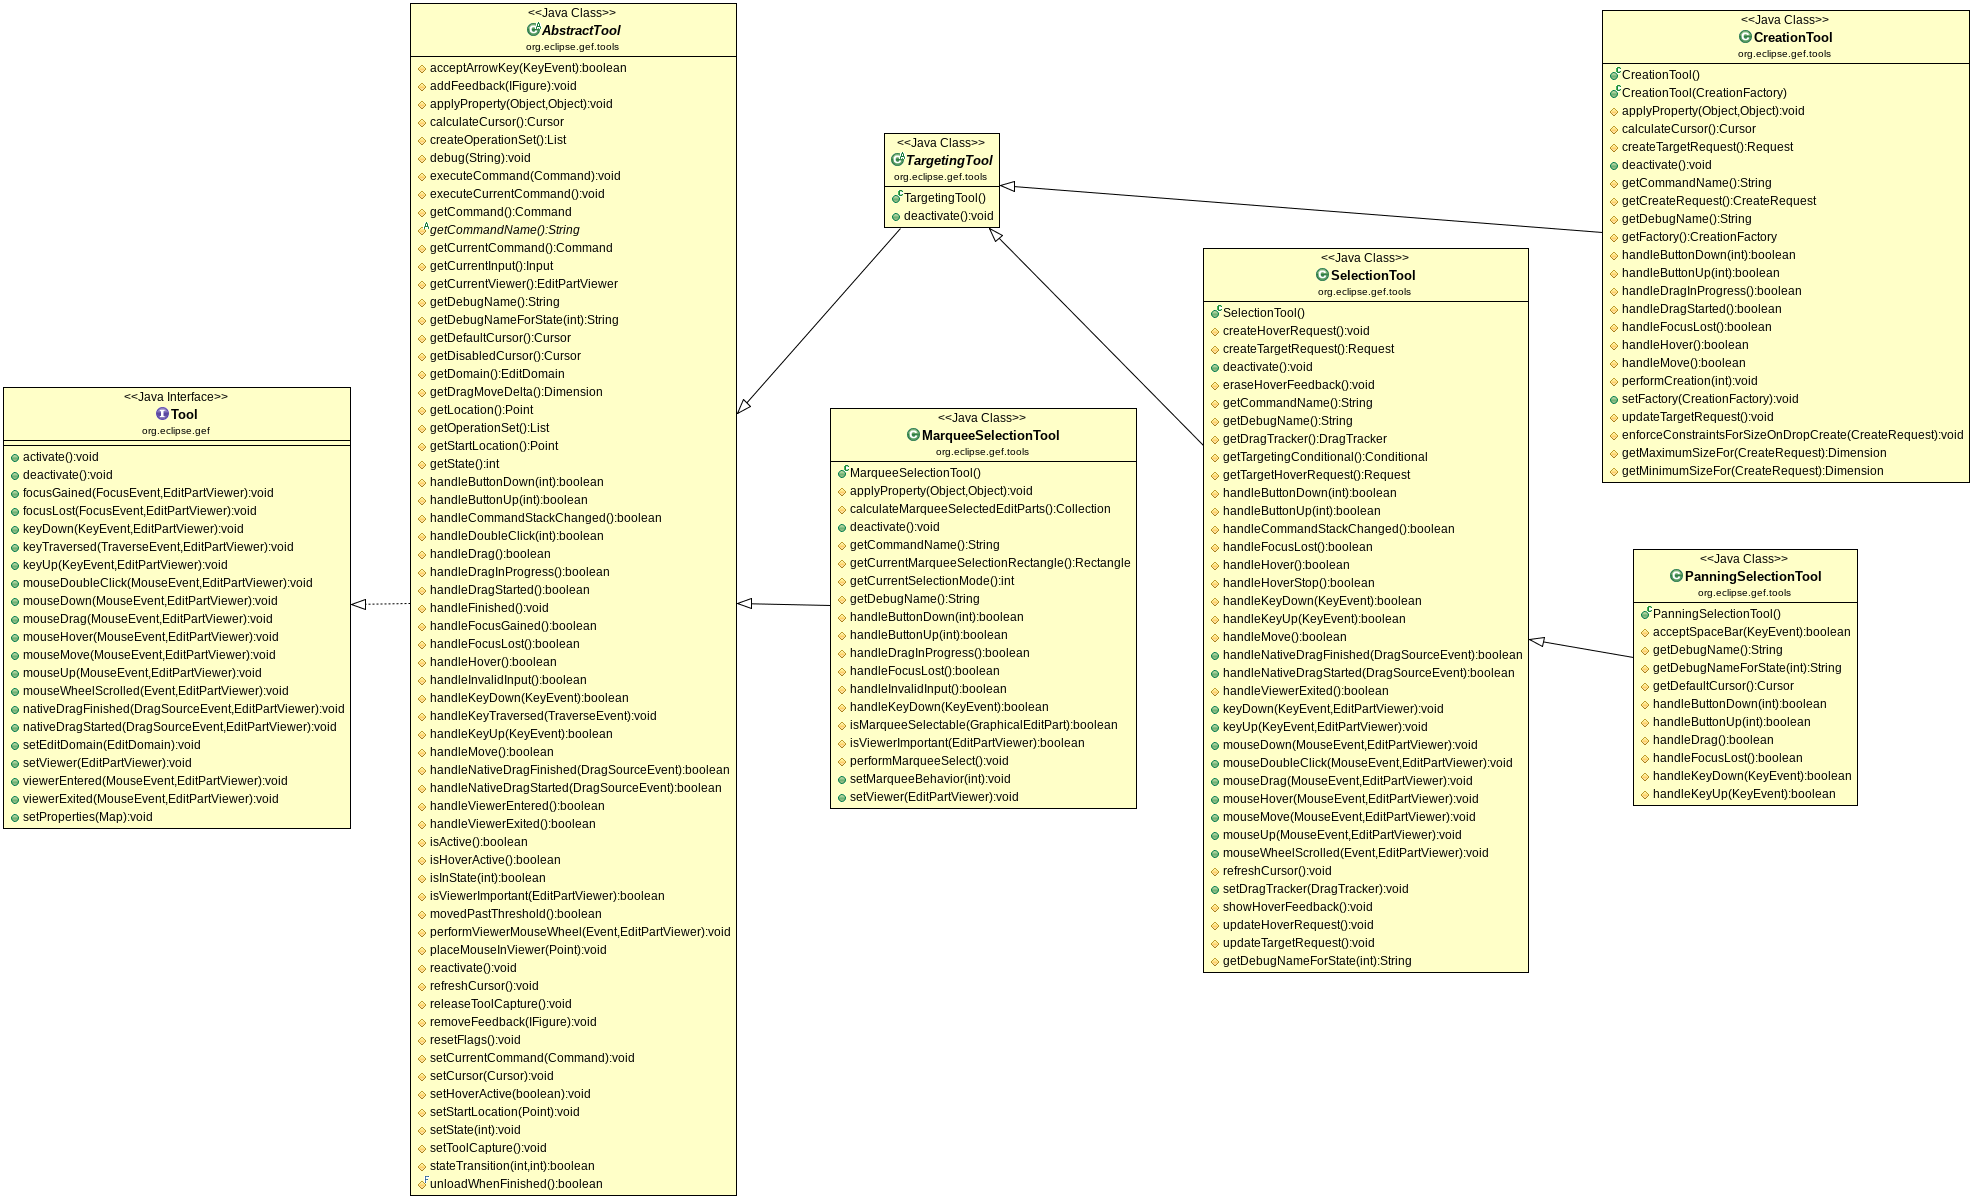 <<Java Interface>>
Tool
org.eclipse.gef
activate():void
deactivate():void
focusGained(FocusEvent,EditPartViewer):void
focusLost(FocusEvent,EditPartViewer):void
keyDown(KeyEvent,EditPartViewer):void
keyTraversed(TraverseEvent,EditPartViewer):void
keyUp(KeyEvent,EditPartViewer):void
mouseDoubleClick(MouseEvent,EditPartViewer):void
mouseDown(MouseEvent,EditPartViewer):void
mouseDrag(MouseEvent,EditPartViewer):void
mouseHover(MouseEvent,EditPartViewer):void
mouseMove(MouseEvent,EditPartViewer):void
mouseUp(MouseEvent,EditPartViewer):void
mouseWheelScrolled(Event,EditPartViewer):void
nativeDragFinished(DragSourceEvent,EditPartViewer):void
nativeDragStarted(DragSourceEvent,EditPartViewer):void
setEditDomain(EditDomain):void
setViewer(EditPartViewer):void
viewerEntered(MouseEvent,EditPartViewer):void
viewerExited(MouseEvent,EditPartViewer):void
setProperties(Map):void
<<Java Class>>
AbstractTool
org.eclipse.gef.tools
acceptArrowKey(KeyEvent):boolean
addFeedback(IFigure):void
applyProperty(Object,Object):void
calculateCursor():Cursor
createOperationSet():List
debug(String):void
executeCommand(Command):void
executeCurrentCommand():void
getCommand():Command
getCommandName():String
getCurrentCommand():Command
getCurrentInput():Input
getCurrentViewer():EditPartViewer
getDebugName():String
getDebugNameForState(int):String
getDefaultCursor():Cursor
getDisabledCursor():Cursor
getDomain():EditDomain
getDragMoveDelta():Dimension
getLocation():Point
getOperationSet():List
getStartLocation():Point
getState():int
handleButtonDown(int):boolean
handleButtonUp(int):boolean
handleCommandStackChanged():boolean
handleDoubleClick(int):boolean
handleDrag():boolean
handleDragInProgress():boolean
handleDragStarted():boolean
handleFinished():void
handleFocusGained():boolean
handleFocusLost():boolean
handleHover():boolean
handleInvalidInput():boolean
handleKeyDown(KeyEvent):boolean
handleKeyTraversed(TraverseEvent):void
handleKeyUp(KeyEvent):boolean
handleMove():boolean
handleNativeDragFinished(DragSourceEvent):boolean
handleNativeDragStarted(DragSourceEvent):boolean
handleViewerEntered():boolean
handleViewerExited():boolean
isActive():boolean
isHoverActive():boolean
isInState(int):boolean
isViewerImportant(EditPartViewer):boolean
movedPastThreshold():boolean
performViewerMouseWheel(Event,EditPartViewer):void
placeMouseInViewer(Point):void
reactivate():void
refreshCursor():void
releaseToolCapture():void
removeFeedback(IFigure):void
resetFlags():void
setCurrentCommand(Command):void
setCursor(Cursor):void
setHoverActive(boolean):void
setStartLocation(Point):void
setState(int):void
setToolCapture():void
stateTransition(int,int):boolean
unloadWhenFinished():boolean
<<Java Class>>
TargetingTool
org.eclipse.gef.tools
TargetingTool()
deactivate():void
<<Java Class>>
MarqueeSelectionTool
org.eclipse.gef.tools
MarqueeSelectionTool()
applyProperty(Object,Object):void
calculateMarqueeSelectedEditParts():Collection
deactivate():void
getCommandName():String
getCurrentMarqueeSelectionRectangle():Rectangle
getCurrentSelectionMode():int
getDebugName():String
handleButtonDown(int):boolean
handleButtonUp(int):boolean
handleDragInProgress():boolean
handleFocusLost():boolean
handleInvalidInput():boolean
handleKeyDown(KeyEvent):boolean
isMarqueeSelectable(GraphicalEditPart):boolean
isViewerImportant(EditPartViewer):boolean
performMarqueeSelect():void
setMarqueeBehavior(int):void
setViewer(EditPartViewer):void
<<Java Class>>
SelectionTool
org.eclipse.gef.tools
SelectionTool()
createHoverRequest():void
createTargetRequest():Request
deactivate():void
eraseHoverFeedback():void
getCommandName():String
getDebugName():String
getDragTracker():DragTracker
getTargetingConditional():Conditional
getTargetHoverRequest():Request
handleButtonDown(int):boolean
handleButtonUp(int):boolean
handleCommandStackChanged():boolean
handleFocusLost():boolean
handleHover():boolean
handleHoverStop():boolean
handleKeyDown(KeyEvent):boolean
handleKeyUp(KeyEvent):boolean
handleMove():boolean
handleNativeDragFinished(DragSourceEvent):boolean
handleNativeDragStarted(DragSourceEvent):boolean
handleViewerExited():boolean
keyDown(KeyEvent,EditPartViewer):void
keyUp(KeyEvent,EditPartViewer):void
mouseDown(MouseEvent,EditPartViewer):void
mouseDoubleClick(MouseEvent,EditPartViewer):void
mouseDrag(MouseEvent,EditPartViewer):void
mouseHover(MouseEvent,EditPartViewer):void
mouseMove(MouseEvent,EditPartViewer):void
mouseUp(MouseEvent,EditPartViewer):void
mouseWheelScrolled(Event,EditPartViewer):void
refreshCursor():void
setDragTracker(DragTracker):void
showHoverFeedback():void
updateHoverRequest():void
updateTargetRequest():void
getDebugNameForState(int):String
<<Java Class>>
CreationTool
org.eclipse.gef.tools
CreationTool()
CreationTool(CreationFactory)
applyProperty(Object,Object):void
calculateCursor():Cursor
createTargetRequest():Request
deactivate():void
getCommandName():String
getCreateRequest():CreateRequest
getDebugName():String
getFactory():CreationFactory
handleButtonDown(int):boolean
handleButtonUp(int):boolean
handleDragInProgress():boolean
handleDragStarted():boolean
handleFocusLost():boolean
handleHover():boolean
handleMove():boolean
performCreation(int):void
setFactory(CreationFactory):void
updateTargetRequest():void
enforceConstraintsForSizeOnDropCreate(CreateRequest):void
getMaximumSizeFor(CreateRequest):Dimension
getMinimumSizeFor(CreateRequest):Dimension
<<Java Class>>
PanningSelectionTool
org.eclipse.gef.tools
PanningSelectionTool()
acceptSpaceBar(KeyEvent):boolean
getDebugName():String
getDebugNameForState(int):String
getDefaultCursor():Cursor
handleButtonDown(int):boolean
handleButtonUp(int):boolean
handleDrag():boolean
handleFocusLost():boolean
handleKeyDown(KeyEvent):boolean
handleKeyUp(KeyEvent):boolean